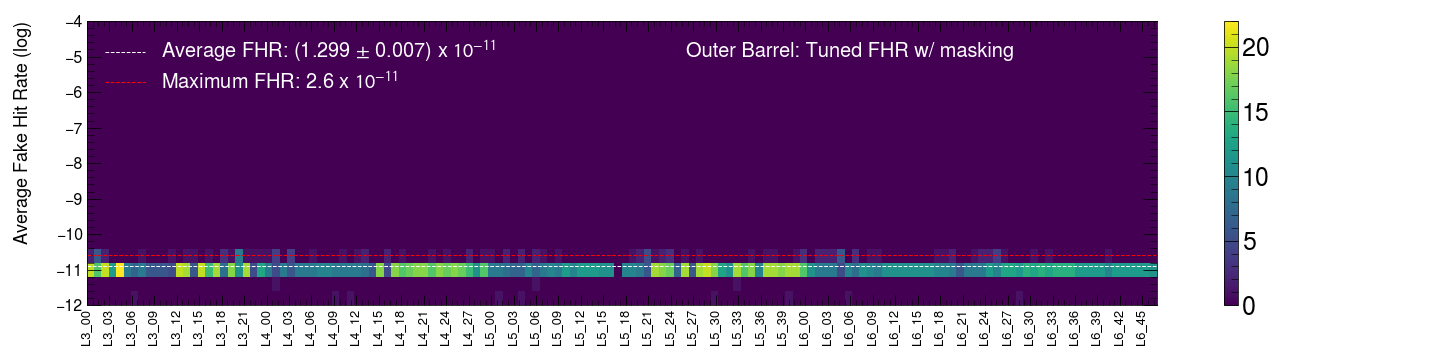 Average Fake Hit Rate (log)
−4
−5
−6
−7
−8
−9
−10
−11
−12
Average FHR: (1.299 ± 0.007) x 10⁻¹¹
Maximum FHR: 2.6 x 10⁻¹¹
Outer Barrel: Tuned FHR w/ masking
L3_00 L3_03 L3_06 L3_09 L3_12 L3_15 L3_18 L3_21 L4_00 L4_03 L4_06 L4_09 L4_12 L4_15 L4_18 L4_21 L4_24 L4_27 L5_00 L5_03 L5_06 L5_09 L5_12 L5_15 L5_18 L5_21 L5_24 L5_27 L5_30 L5_33 L5_36 L5_39 L6_00 L6_03 L6_06 L6_09 L6_12 L6_15 L6_18 L6_21 L6_24 L6_27 L6_30 L6_33 L6_36 L6_39 L6_42 L6_45
20
15
10
5
0